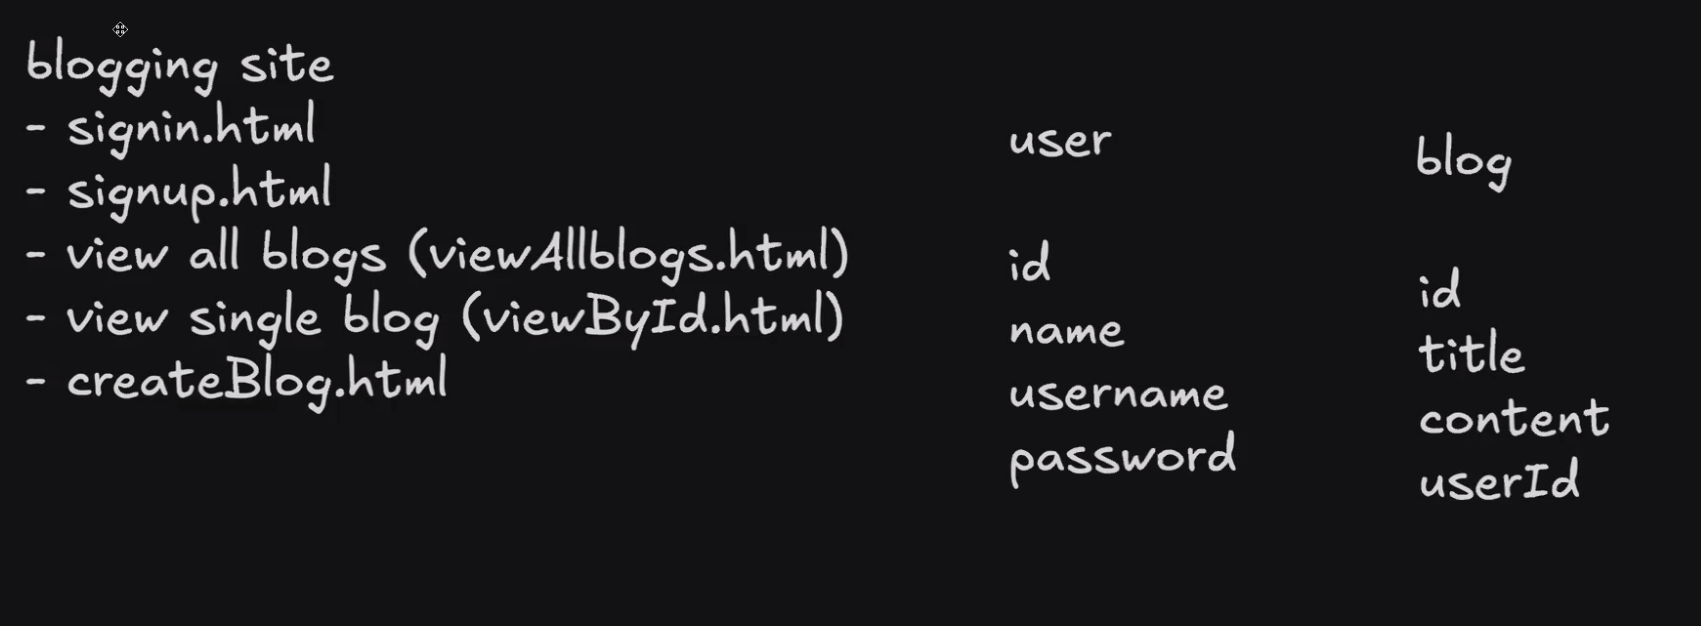 blogging site
- signin.html
- signup.html
- view all blogs (viewAllblogs.html)
- view single blog (viewById.html)
- createBlog.html
user
id
name
username
password
blog
id
title
content
userId